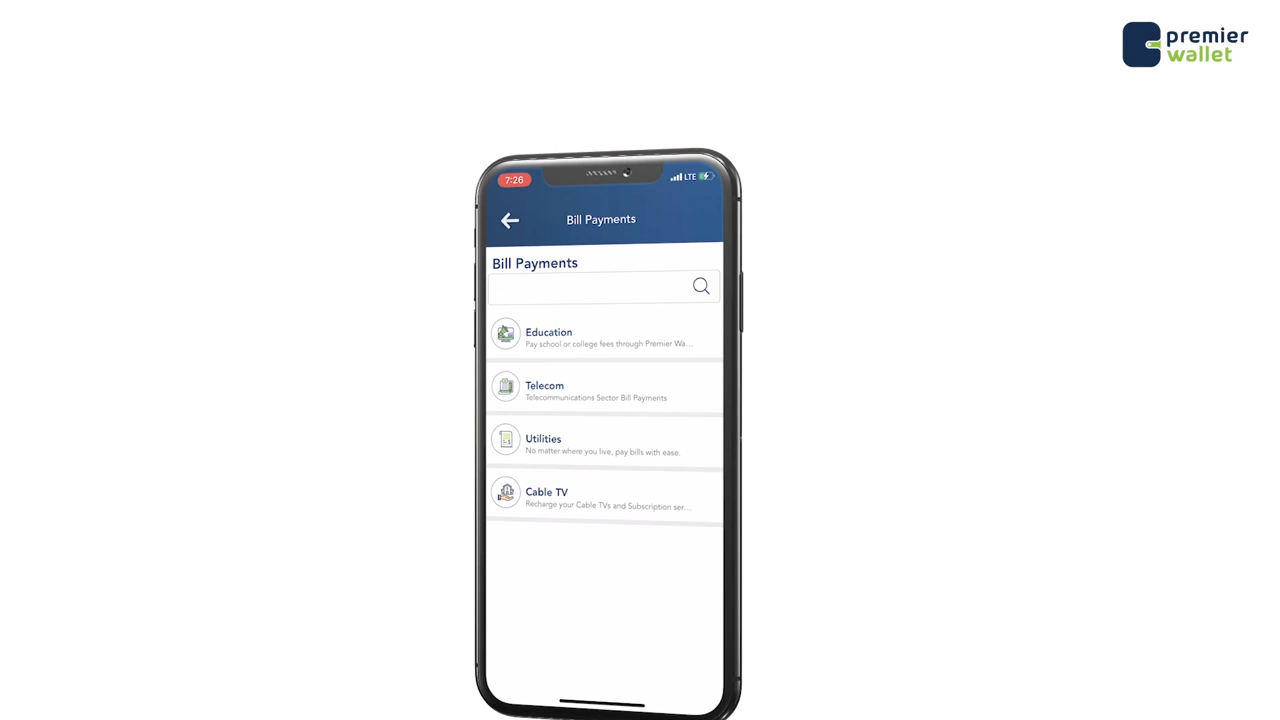 premier
wallet
7:26
LTE
Bill Payments
Bill Payments
Education
Pay school or college fees through Premier Wa...
Telecom
Telecommunications Sector Bill Payments
Utilities
No matter where you live, pay bills with ease.
Cable TV
Recharge your Cable TVs and Subscription ser...